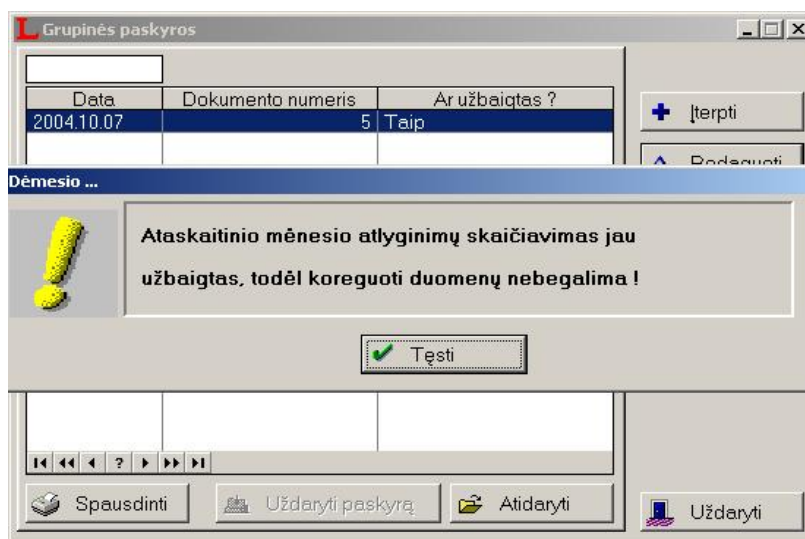 L Grupinės paskyros
Data Dokumento numeris Ar užbaigtas ?
2004.10.07 5 Taip
Įterpti
Redaguoti
Dėmesio ...
Ataskaitinio mėnesio atlyginimų skaičiavimas jau
užbaigtas, todėl koreguoti duomenų nebegalima !
Tęsti
?
Spausdinti Uždaryti paskyrą Atidaryti Uždaryti